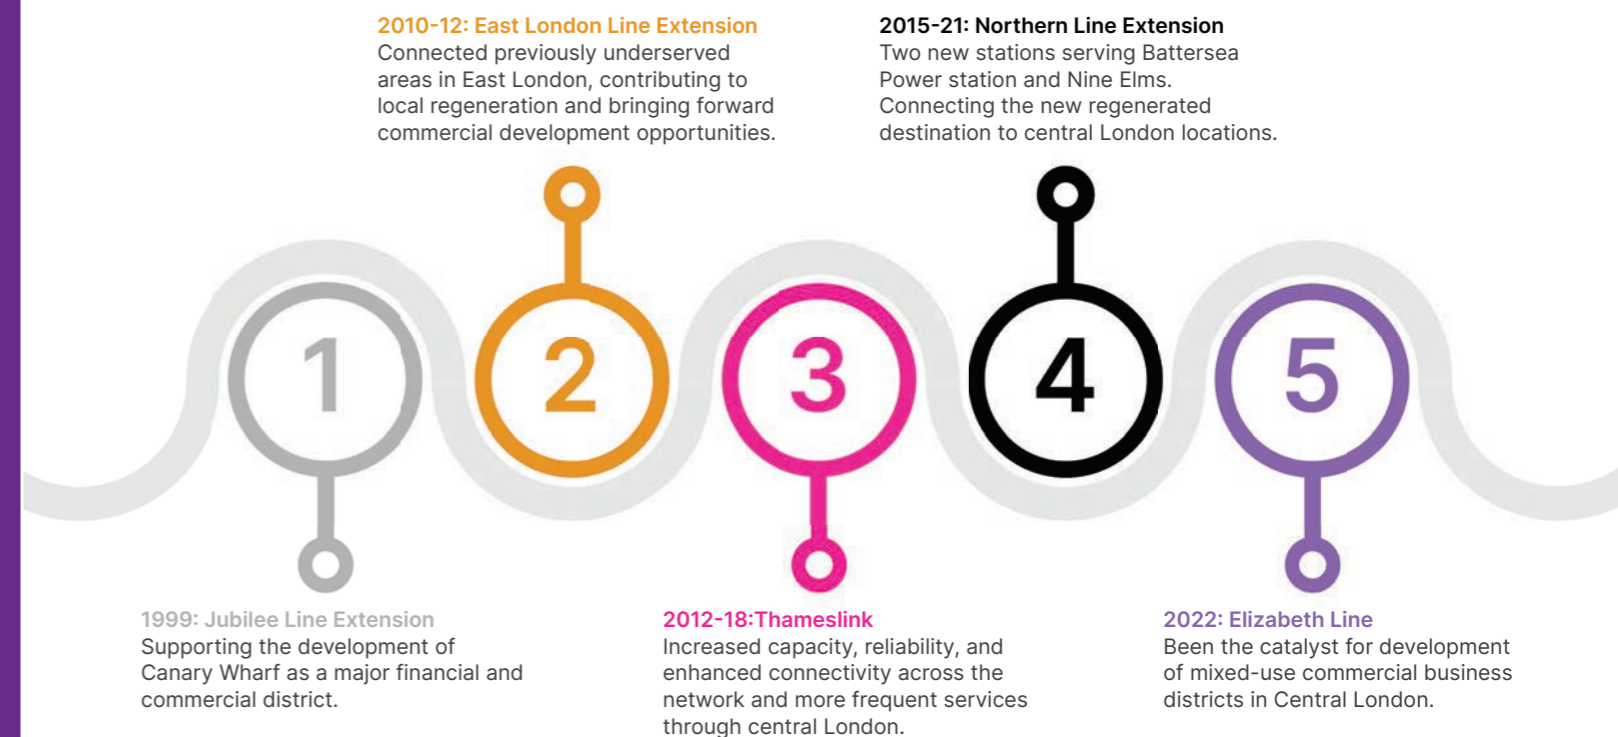 2010-12: East London Line Extension
Connected previously underserved
areas in East London, contributing to
local regeneration and bringing forward
commercial development opportunities.
2015-21: Northern Line Extension
Two new stations serving Battersea
Power station and Nine Elms.
Connecting the new regenerated
destination to central London locations.
1
2
3
4
5
1999: Jubilee Line Extension
Supporting the development of
Canary Wharf as a major financial and
commercial district.
2012-18:Thameslink
Increased capacity, reliability, and
enhanced connectivity across the
network and more frequent services
through central London.
2022: Elizabeth Line
Been the catalyst for development
of mixed-use commercial business
districts in Central London.